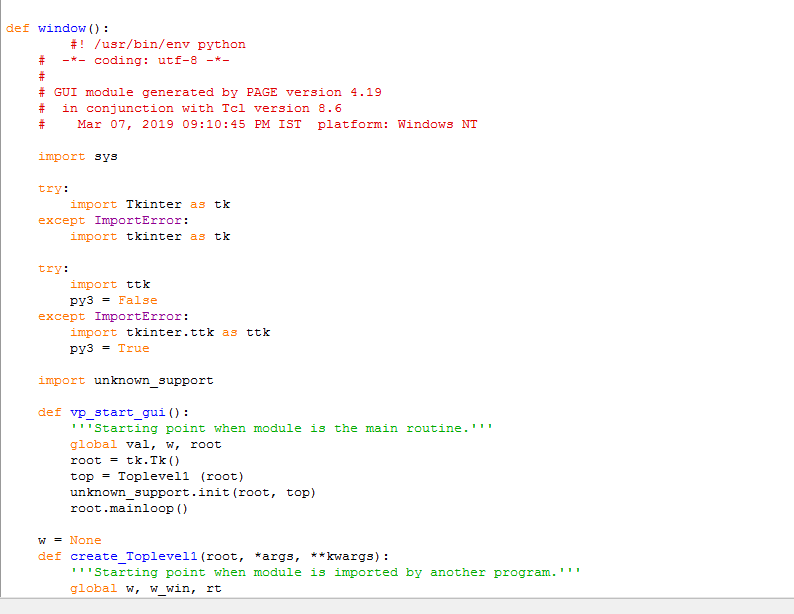 def window():
        #! /usr/bin/env python
    #  -*- coding: utf-8 -*-
    #
    # GUI module generated by PAGE version 4.19
    #  in conjunction with Tcl version 8.6
    #    Mar 07, 2019 09:10:45 PM IST  platform: Windows NT

    import sys

    try:
        import Tkinter as tk
    except ImportError:
        import tkinter as tk

    try:
        import ttk
        py3 = False
    except ImportError:
        import tkinter.ttk as ttk
        py3 = True

    import unknown_support

    def vp_start_gui():
        '''Starting point when module is the main routine.'''
        global val, w, root
        root = tk.Tk()
        top = Toplevel1 (root)
        unknown_support.init(root, top)
        root.mainloop()

    w = None
    def create_Toplevel1(root, *args, **kwargs):
        '''Starting point when module is imported by another program.'''
        global w, w_win, rt